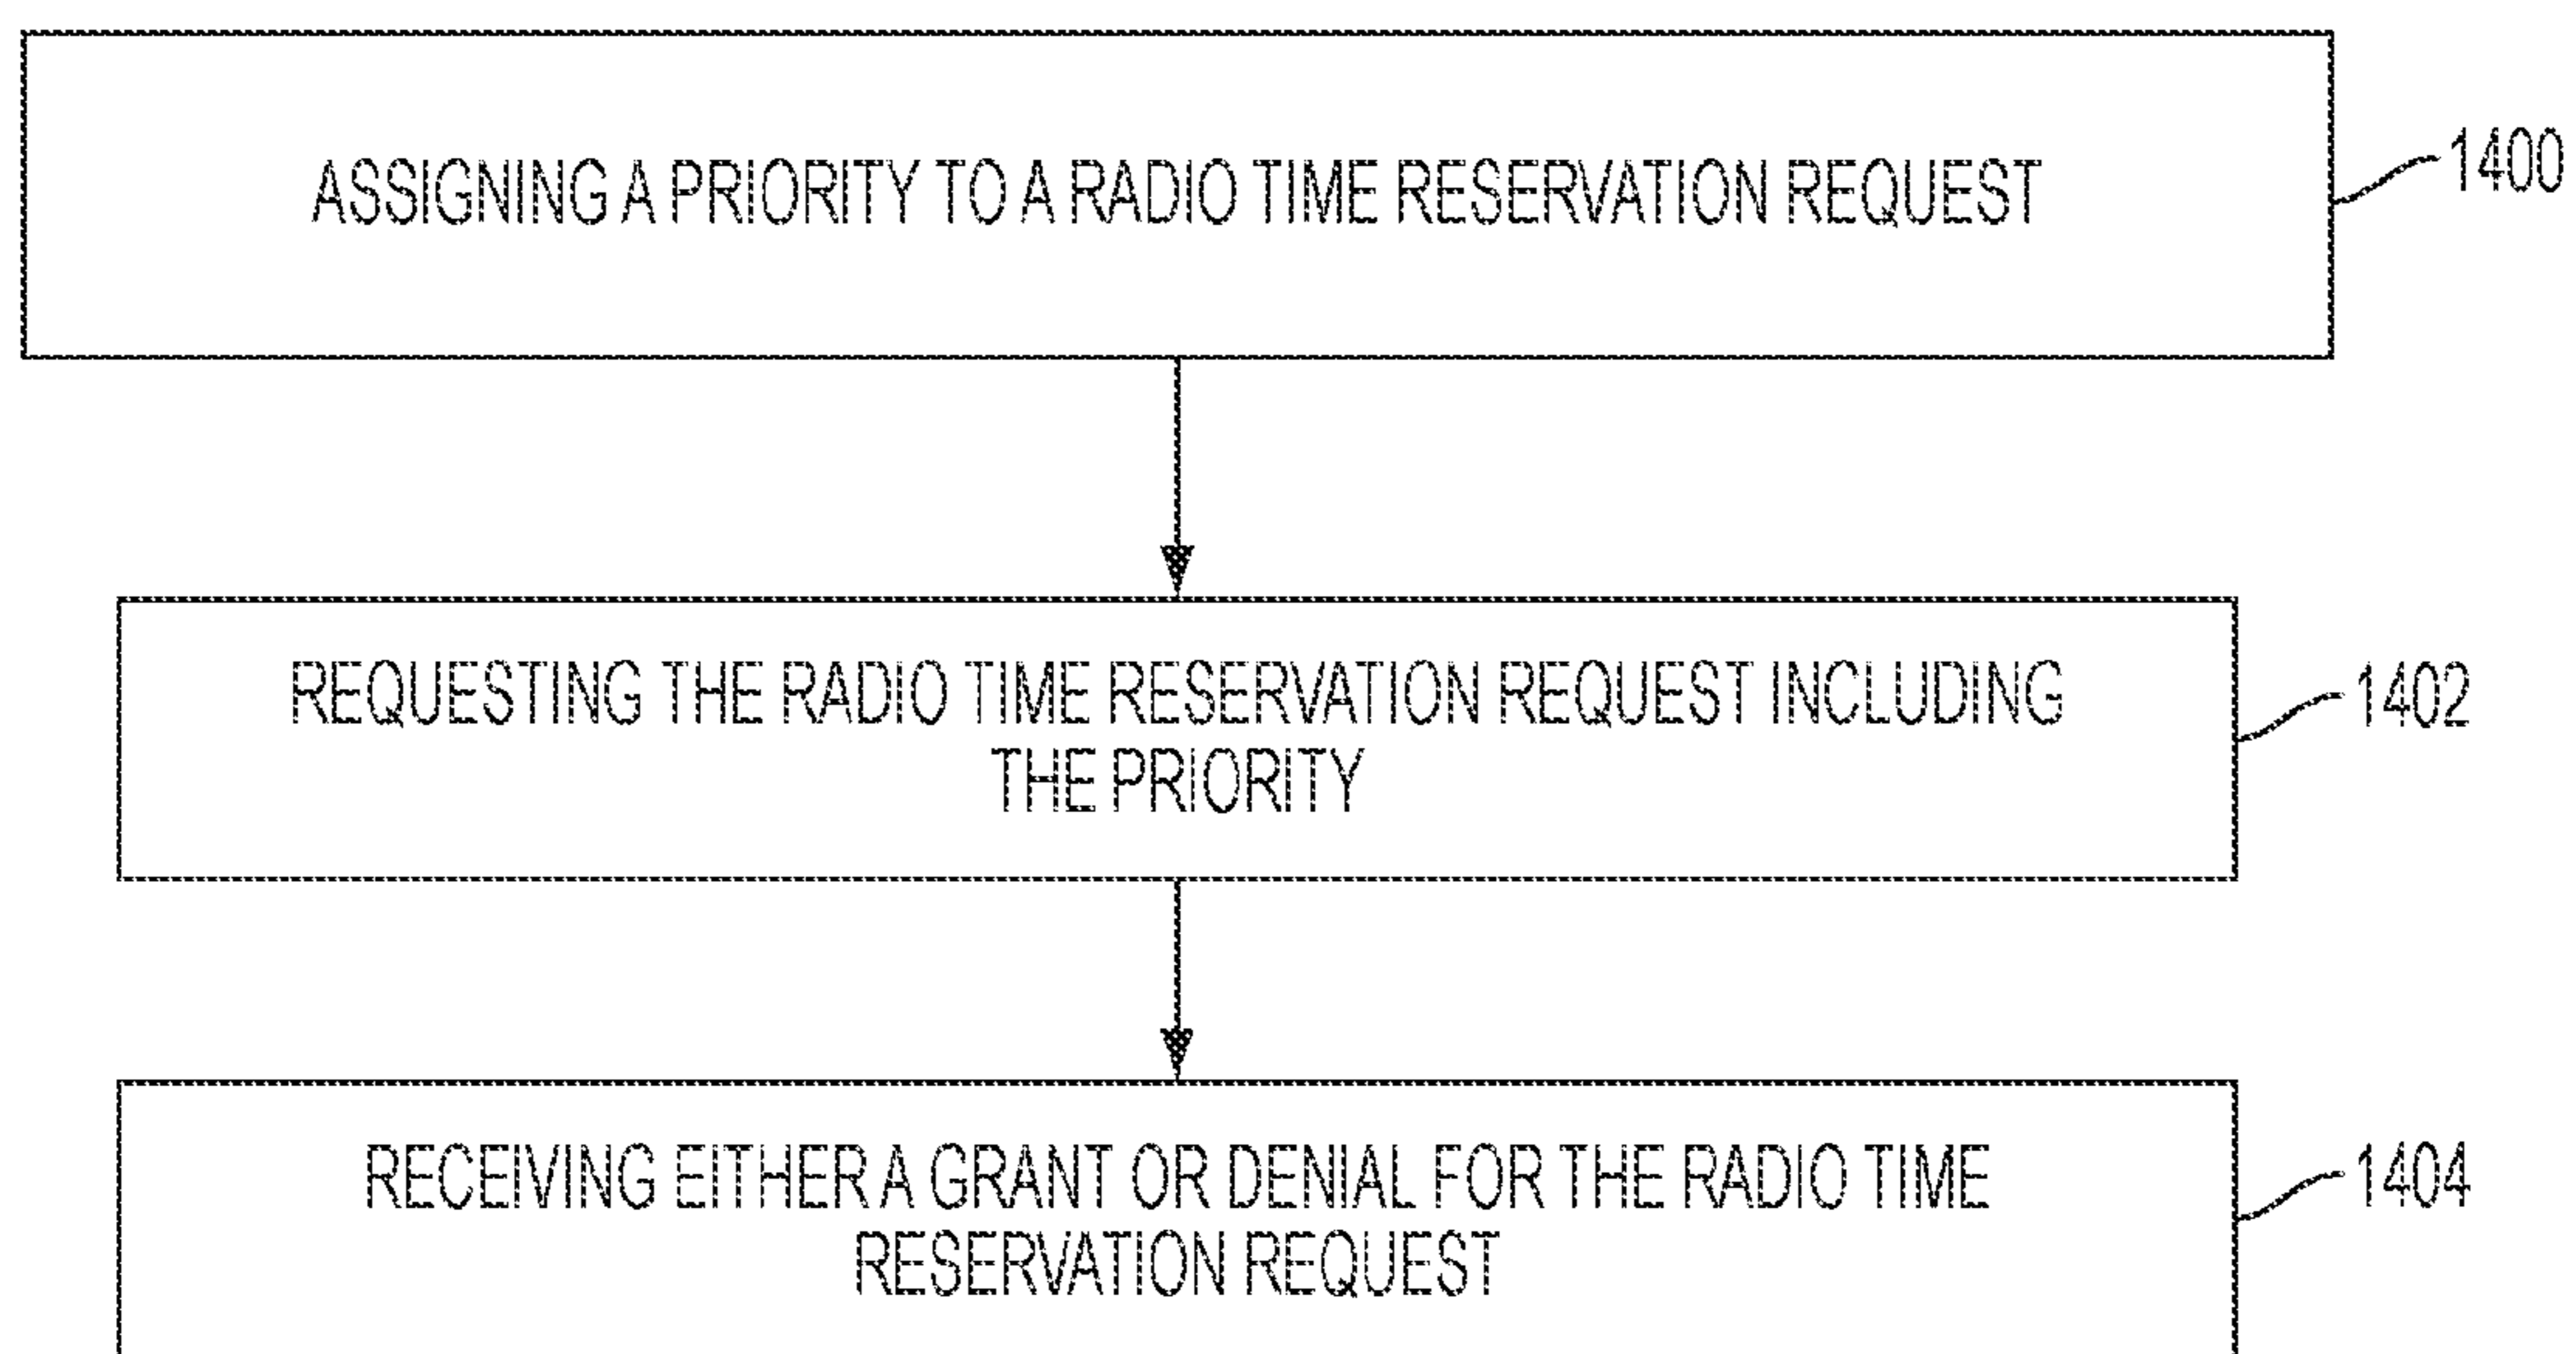 ASSIGNING A PRIORITY TO A RADIO TIME RESERVATION REQUEST
1400
REQUESTING THE RADIO TIME RESERVATION REQUEST INCLUDING
THE PRIORITY
1402
RECEIVING EITHER A GRANT OR DENIAL FOR THE RADIO TIME
RESERVATION REQUEST
1404